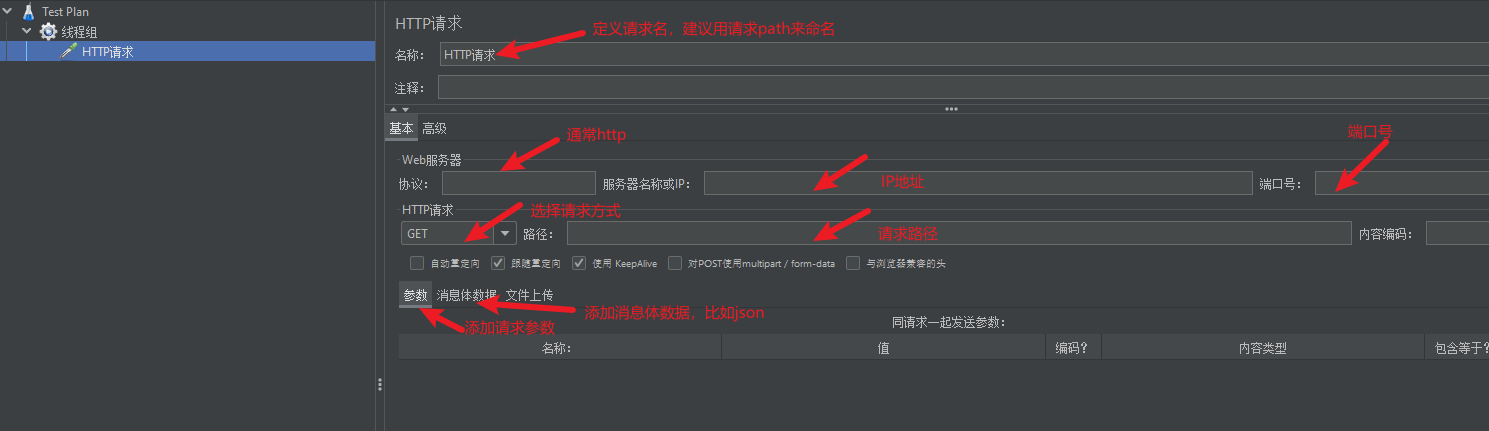 Test Plan
线程组
HTTP请求
HTTP请求
定义请求名，建议用请求path来命名
名称：
HTTP请求
注释：
基本 高级
通常http
端口号
Web服务器
协议：
服务器名称或IP：
IP地址
端口号：
HTTP请求
选择请求方式
GET
路径：
请求路径
内容编码：
自动重定向
跟随重定向
使用 KeepAlive
对POST使用multipart / form-data
与浏览器兼容的头
参数 消息体数据 文件上传
添加消息体数据，比如json
添加请求参数
同请求一起发送参数：
名称：
值
编码？
内容类型
包含等于？